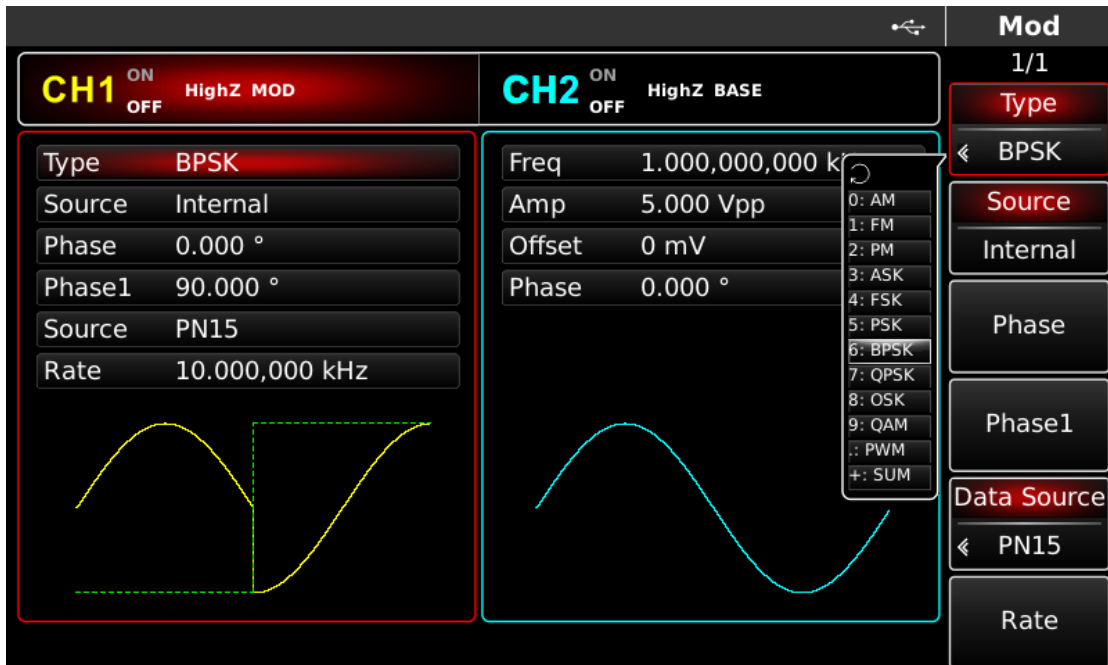 Mod
1/1
CH1 ON OFF HighZ MOD
CH2 ON OFF HighZ BASE
Type BPSK
Source Internal
Phase 0.000 °
Phase1 90.000 °
Source PN15
Rate 10.000,000 kHz
Freq 1.000,000,000
Amp 5.000 Vpp
Offset 0 mV
Phase 0.000 °
0: AM
1: FM
2: PM
3: ASK
4: FSK
5: PSK
6: BPSK
7: QPSK
8: OSK
9: QAM
.: PWM
+: SUM
Type
BPSK
Source
Internal
Phase
Phase1
Data Source
PN15
Rate